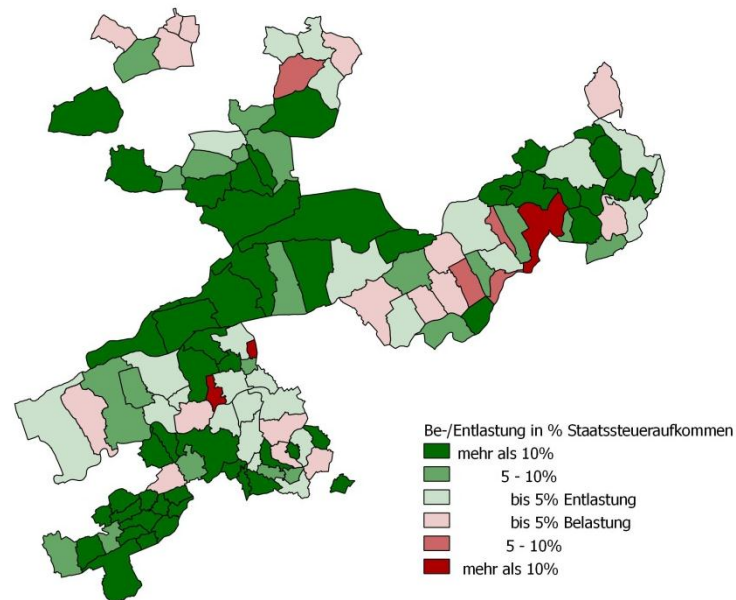 Be-/Entlastung in % Staatssteueraufkommen
mehr als 10%
5 - 10%
bis 5% Entlastung
bis 5% Belastung
5 - 10%
mehr als 10%